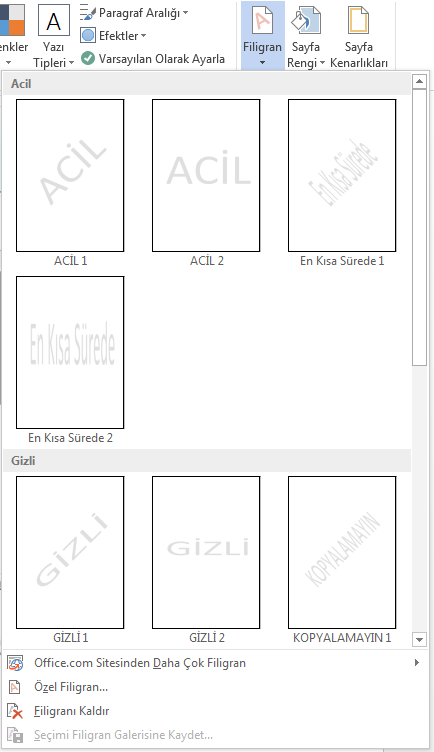 Paragraf Aralığı
Efektler
Varsayılan Olarak Ayarla
enkler
Yazı
Tipleri
A
Filigran
Sayfa
Rengi
Sayfa
Kenarlıkları
Acil
ACİL
ACİL
En Kısa Sürede
ACİL 1
ACİL 2
En Kısa Sürede 1
En Kısa Sürede
En Kısa Sürede 2
Gizli
GİZLİ
GİZLİ
KOPYALAMAYIN
GİZLİ 1
GİZLİ 2
KOPYALAMAYIN 1
Office.com Sitesinden Daha Çok Filigran
Özel Filigran...
Filigranı Kaldır
Seçimi Filigran Galerisine Kaydet...